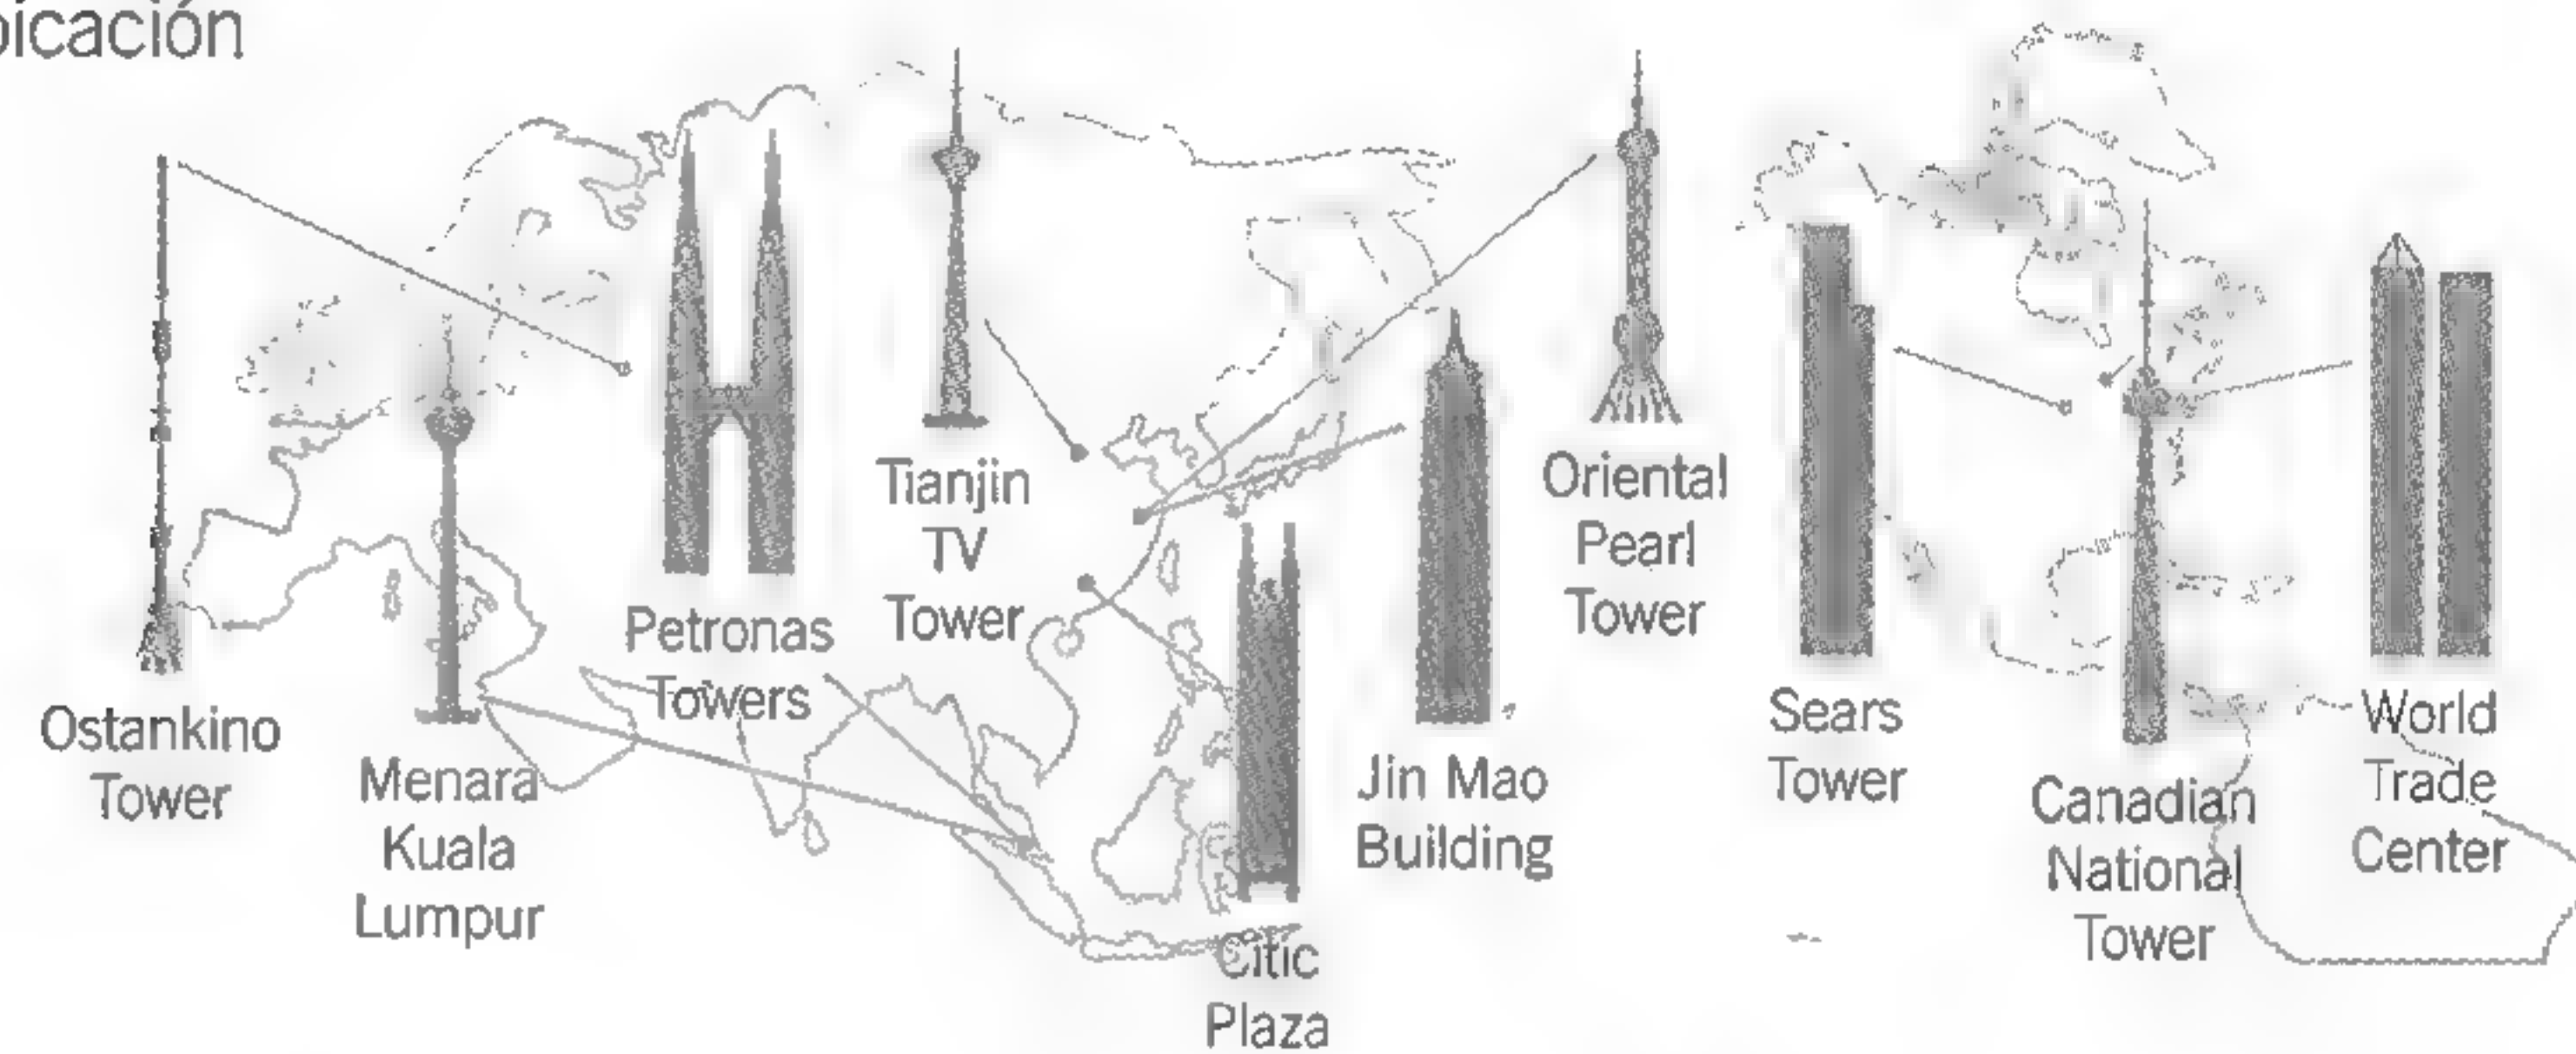 bicación
Ostankino
Tower
Menara
Kuala
Lumpur
Petronas
Towers
Tianjin
TV
Tower
Citic
Plaza
Jin Mao
Building
Oriental
Pearl
Tower
Sears
Tower
Canadian
National
Tower
World
Trade
Center